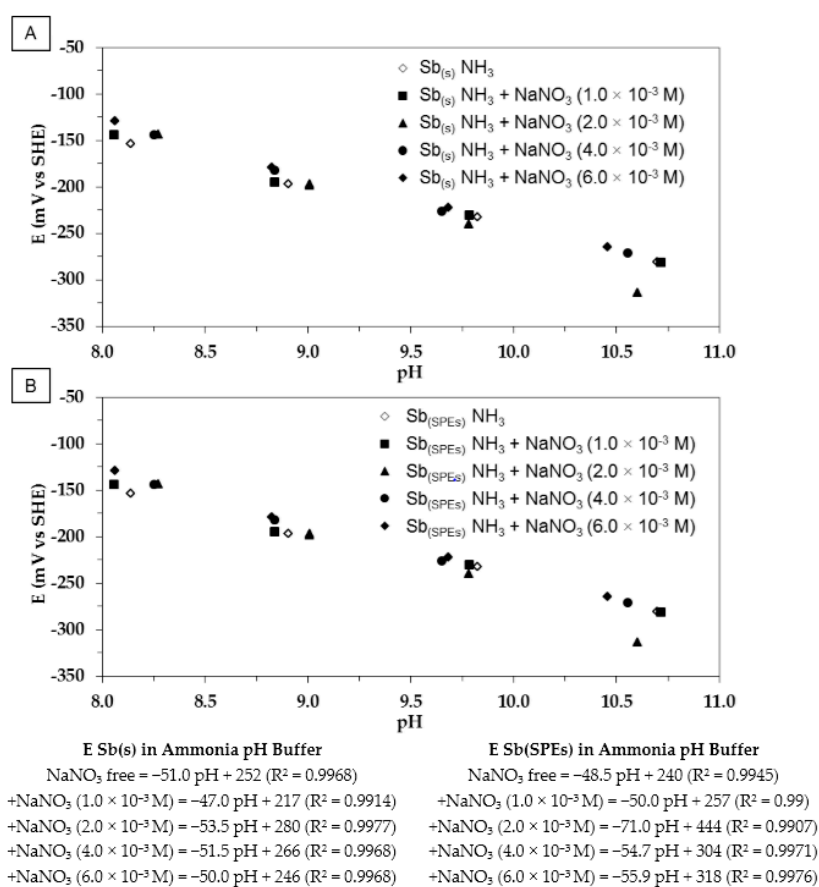 A
-50
-100
-150
-200
-250
-300
-350
E (mV vs SHE)
Sb(s) NH3
Sb(s) NH3 + NaNO3 (1.0 × 10-3 M)
Sb(s) NH3 + NaNO3 (2.0 × 10-3 M)
Sb(s) NH3 + NaNO3 (4.0 × 10-3 M)
Sb(s) NH3 + NaNO3 (6.0 × 10-3 M)
8.0 8.5 9.0 9.5 10.0 10.5 11.0
pH
B
-50
-100
-150
-200
-250
-300
-350
E (mV vs SHE)
Sb(SPEs) NH3
Sb(SPEs) NH3 + NaNO3 (1.0 × 10-3 M)
Sb(SPEs) NH3 + NaNO3 (2.0 × 10-3 M)
Sb(SPEs) NH3 + NaNO3 (4.0 × 10-3 M)
Sb(SPEs) NH3 + NaNO3 (6.0 × 10-3 M)
8.0 8.5 9.0 9.5 10.0 10.5 11.0
pH
E Sb(s) in Ammonia pH Buffer
NaNO3 free = –51.0 pH + 252 (R2 = 0.9968)
+NaNO3 (1.0 × 10−3 M) = –47.0 pH + 217 (R2 = 0.9914)
+NaNO3 (2.0 × 10−3 M) = –53.5 pH + 280 (R2 = 0.9977)
+NaNO3 (4.0 × 10−3 M) = –51.5 pH + 266 (R2 = 0.9968)
+NaNO3 (6.0 × 10−3 M) = –50.0 pH + 246 (R2 = 0.9968)
E Sb(SPEs) in Ammonia pH Buffer
NaNO3 free = –48.5 pH + 240 (R2 = 0.9945)
+NaNO3 (1.0 × 10−3 M) = –50.0 pH + 257 (R2 = 0.99)
+NaNO3 (2.0 × 10−3 M) = –71.0 pH + 444 (R2 = 0.9907)
+NaNO3 (4.0 × 10−3 M) = –54.7 pH + 304 (R2 = 0.9971)
+NaNO3 (6.0 × 10−3 M) = –55.9 pH + 318 (R2 = 0.9976)